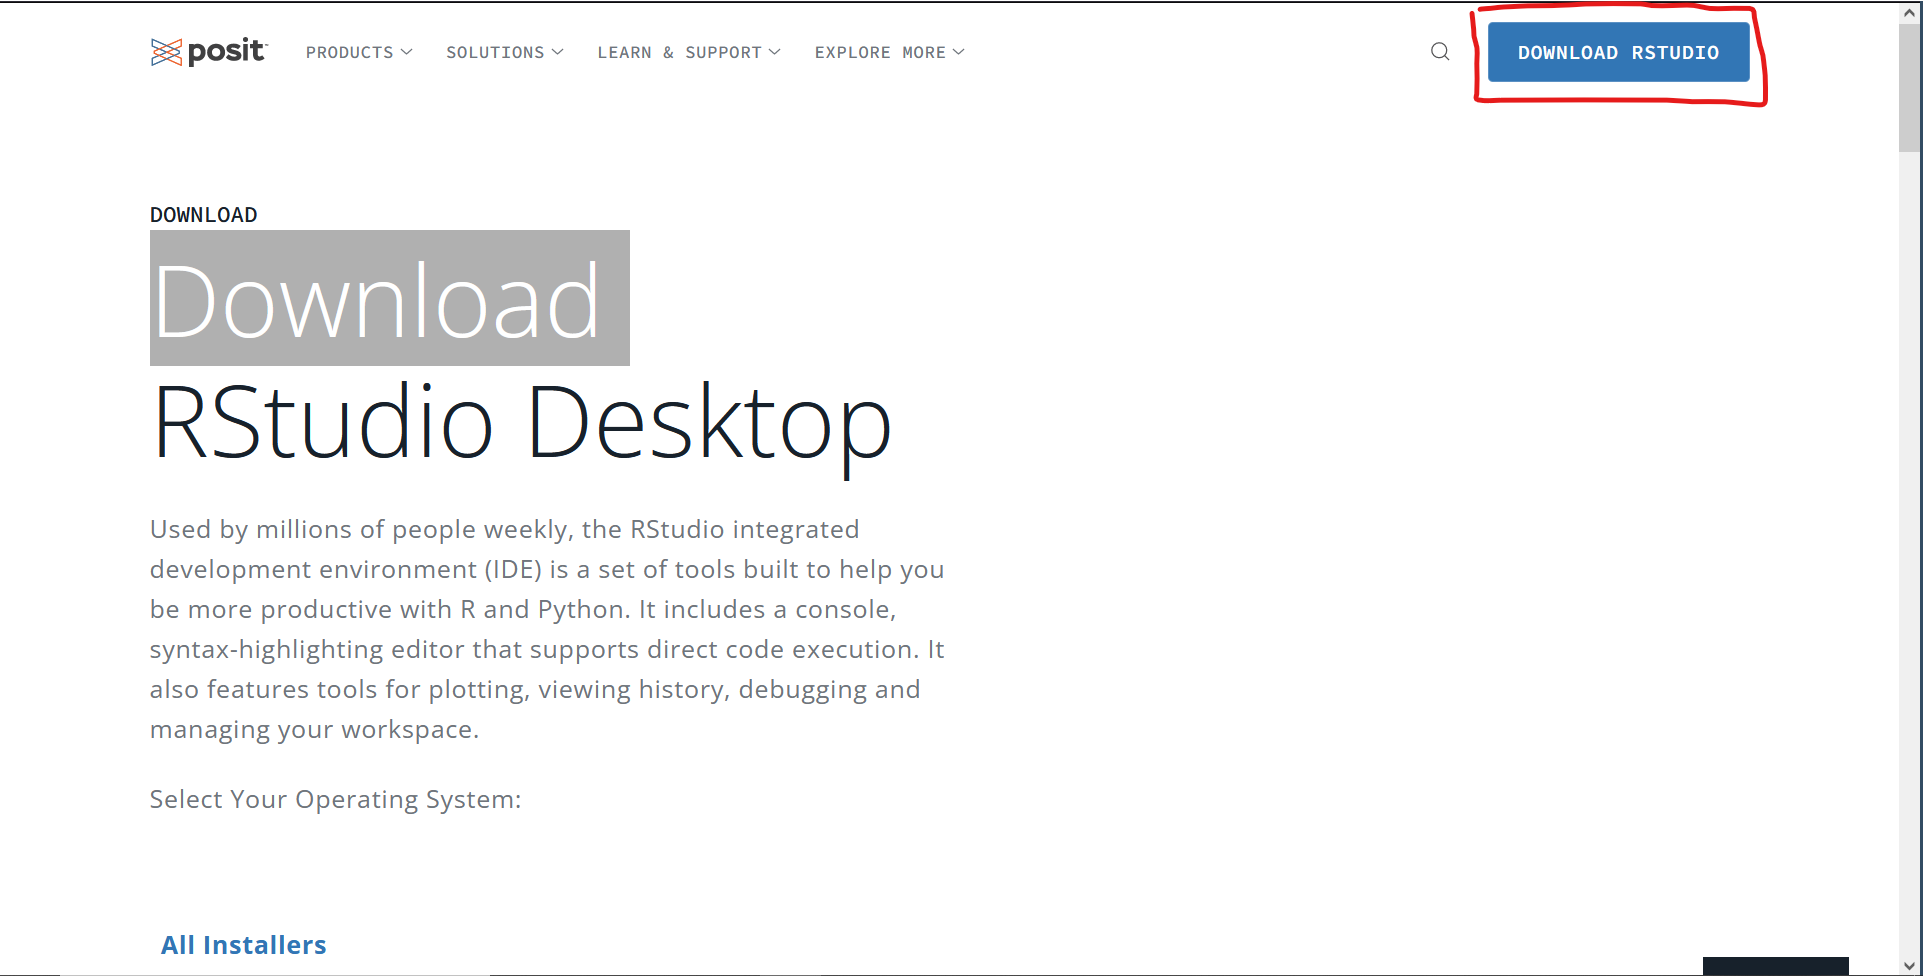 posit™ PRODUCTS SOLUTIONS LEARN & SUPPORT EXPLORE MORE DOWNLOAD RSTUDIO
DOWNLOAD
Download
RStudio Desktop
Used by millions of people weekly, the RStudio integrated
development environment (IDE) is a set of tools built to help you
be more productive with R and Python. It includes a console,
syntax-highlighting editor that supports direct code execution. It
also features tools for plotting, viewing history, debugging and
managing your workspace.
Select Your Operating System:
All Installers